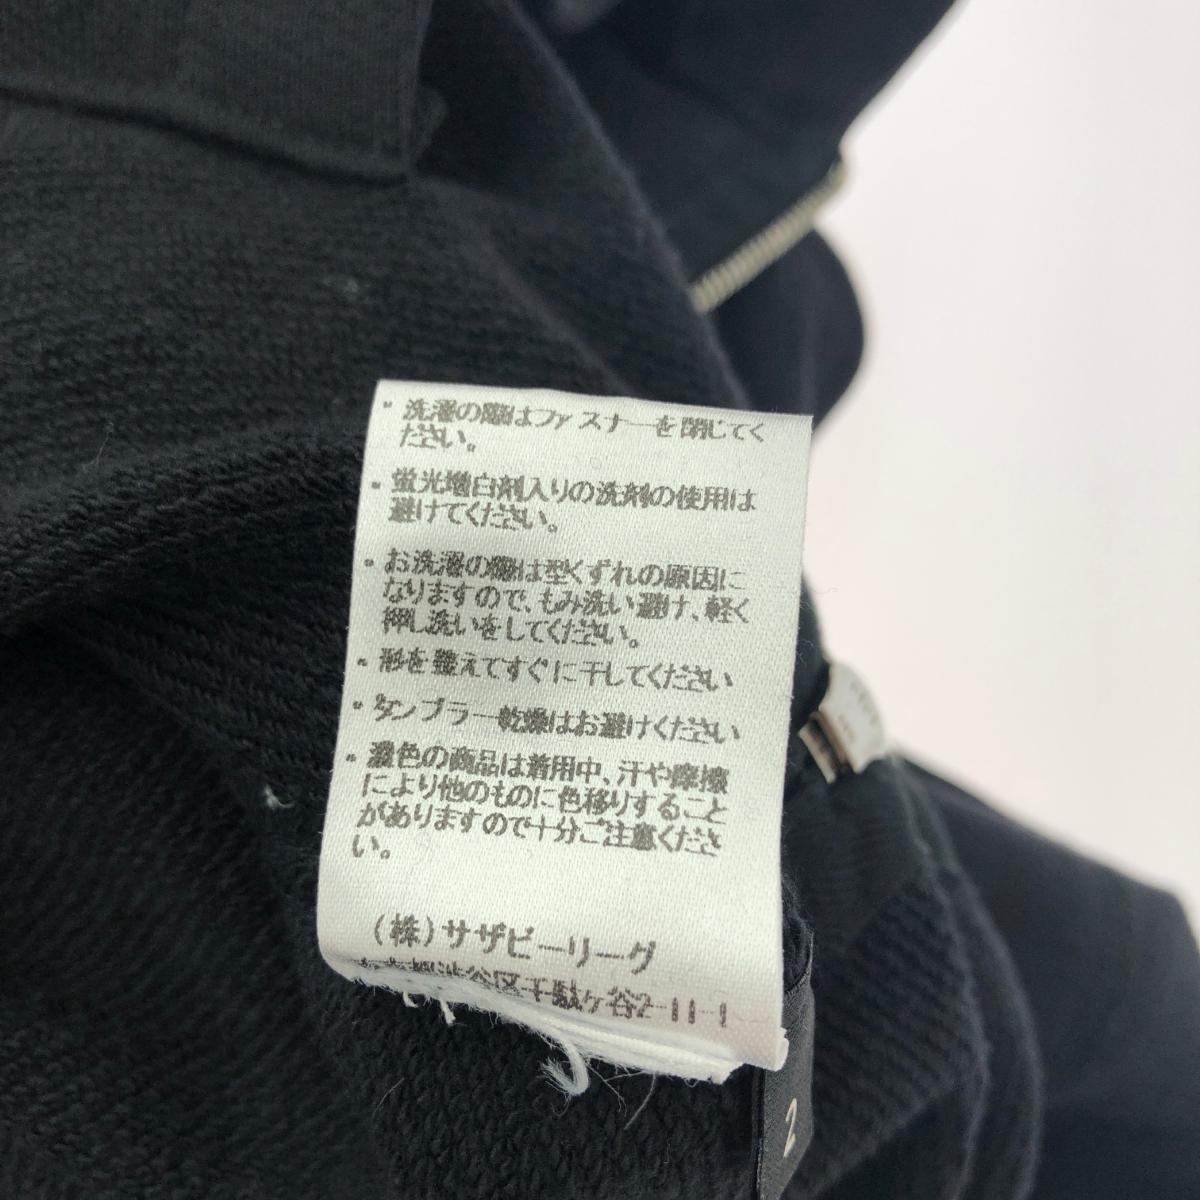 ・洗濯の際はファスナーを閉じてく
ださい。
・蛍光増白剤入りの洗剤の使用は
避けてください。
・お洗濯の際は型くずれの原因に
なりますので、もみ洗い避け、軽く
押し洗いをしてください。
・形を整えてすぐに干してください
・タンブラー乾燥はお避けください
・濃色の商品は着用中、汗や摩擦
により他のものに色移りすること
がありますので十分ご注意くださ
い。
(株)サザビーリーグ
渋谷区千駄ヶ谷2-11-1
2